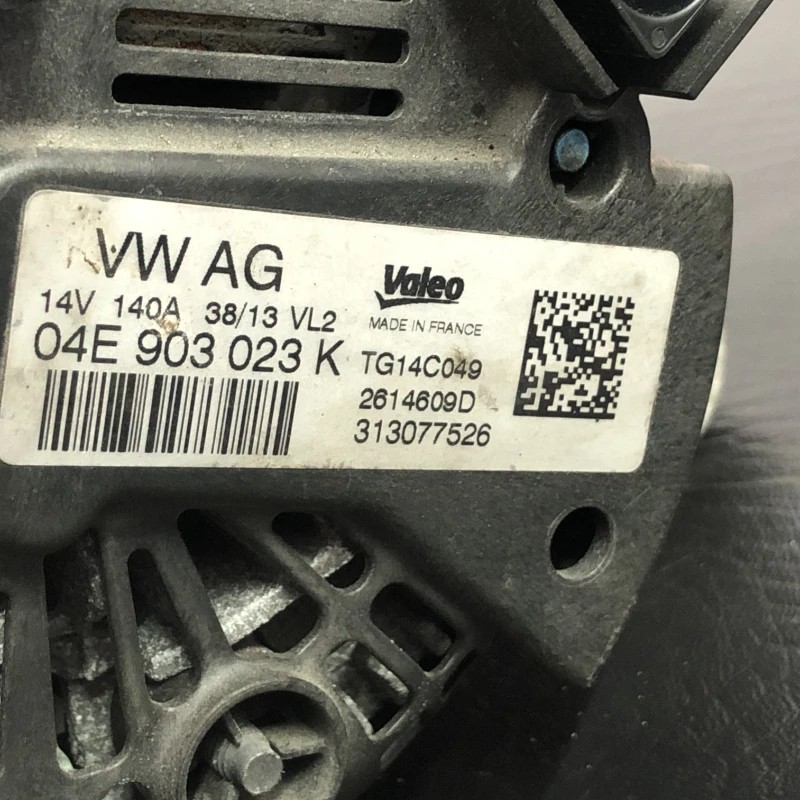 VW AG
14V 140A 38/13 VL2
04E 903 023 K
Valeo
MADE IN FRANCE
TG14C049
2614609D
313077526